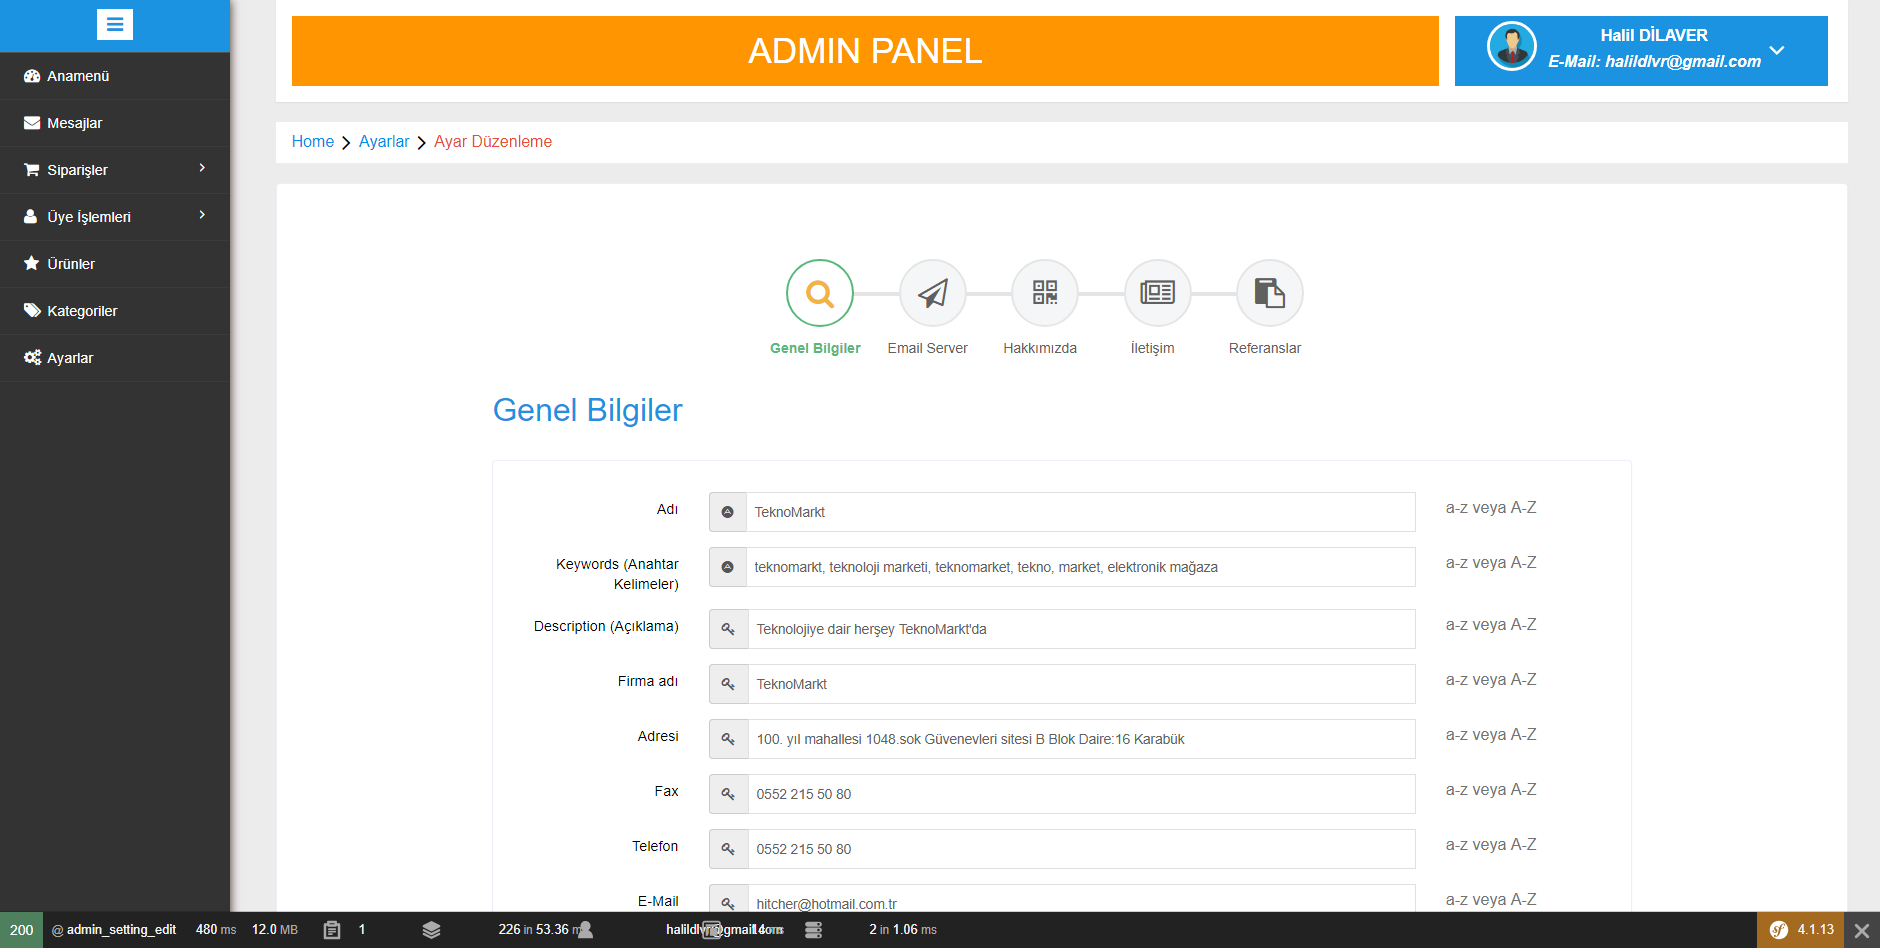 ADMIN PANEL
Halil DİLAVER
E-Mail: halildlvr@gmail.com
Anamenü
Mesajlar
Siparişler
Üye İşlemleri
Ürünler
Kategoriler
Ayarlar
Home Ayarlar Ayar Düzenleme
Genel Bilgiler Email Server Hakkımızda İletişim Referanslar
Genel Bilgiler
Adı TeknoMarkt a-z veya A-Z
Keywords (Anahtar Kelimeler) teknomarkt, teknoloji marketi, teknomarket, tekno, market, elektronik mağaza a-z veya A-Z
Description (Açıklama) Teknolojiye dair herşey TeknoMarkt'da a-z veya A-Z
Firma adı TeknoMarkt a-z veya A-Z
Adresi 100. yıl mahallesi 1048.sok Güvenevleri sitesi B Blok Daire:16 Karabük a-z veya A-Z
Fax 0552 215 50 80 a-z veya A-Z
Telefon 0552 215 50 80 a-z veya A-Z
E-Mail hitcher@hotmail.com.tr a-z veya A-Z
200 @ admin_setting_edit 480 ms 12.0 MB 1 226 in 53.36 halildlvr@gmail.com 14 ms 2 in 1.06 ms sf 4.1.13